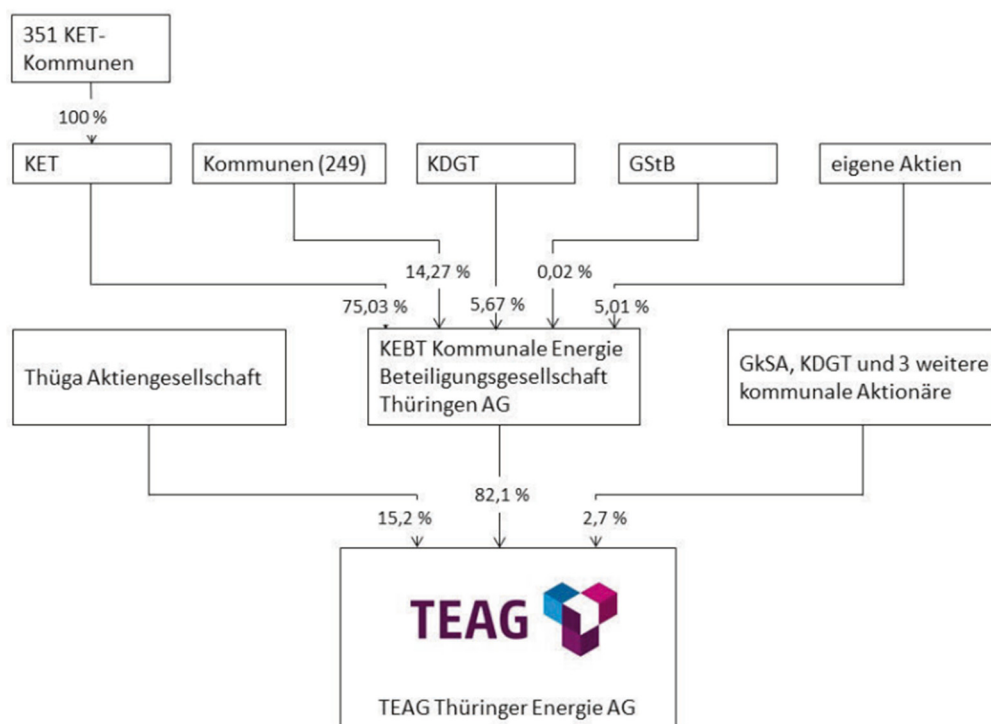 351 KET-
Kommunen
100 %
KET
Kommunen (249)
KDGT
GStB
eigene Aktien
14,27 %
0,02 %
75,03 %
5,67 %
5,01 %
Thüga Aktiengesellschaft
KEBT Kommunale Energie
Beteiligungsgesellschaft
Thüringen AG
GkSA, KDGT und 3 weitere
kommunale Aktionäre
82,1 %
15,2 %
2,7 %
TEAG
TEAG Thüringer Energie AG